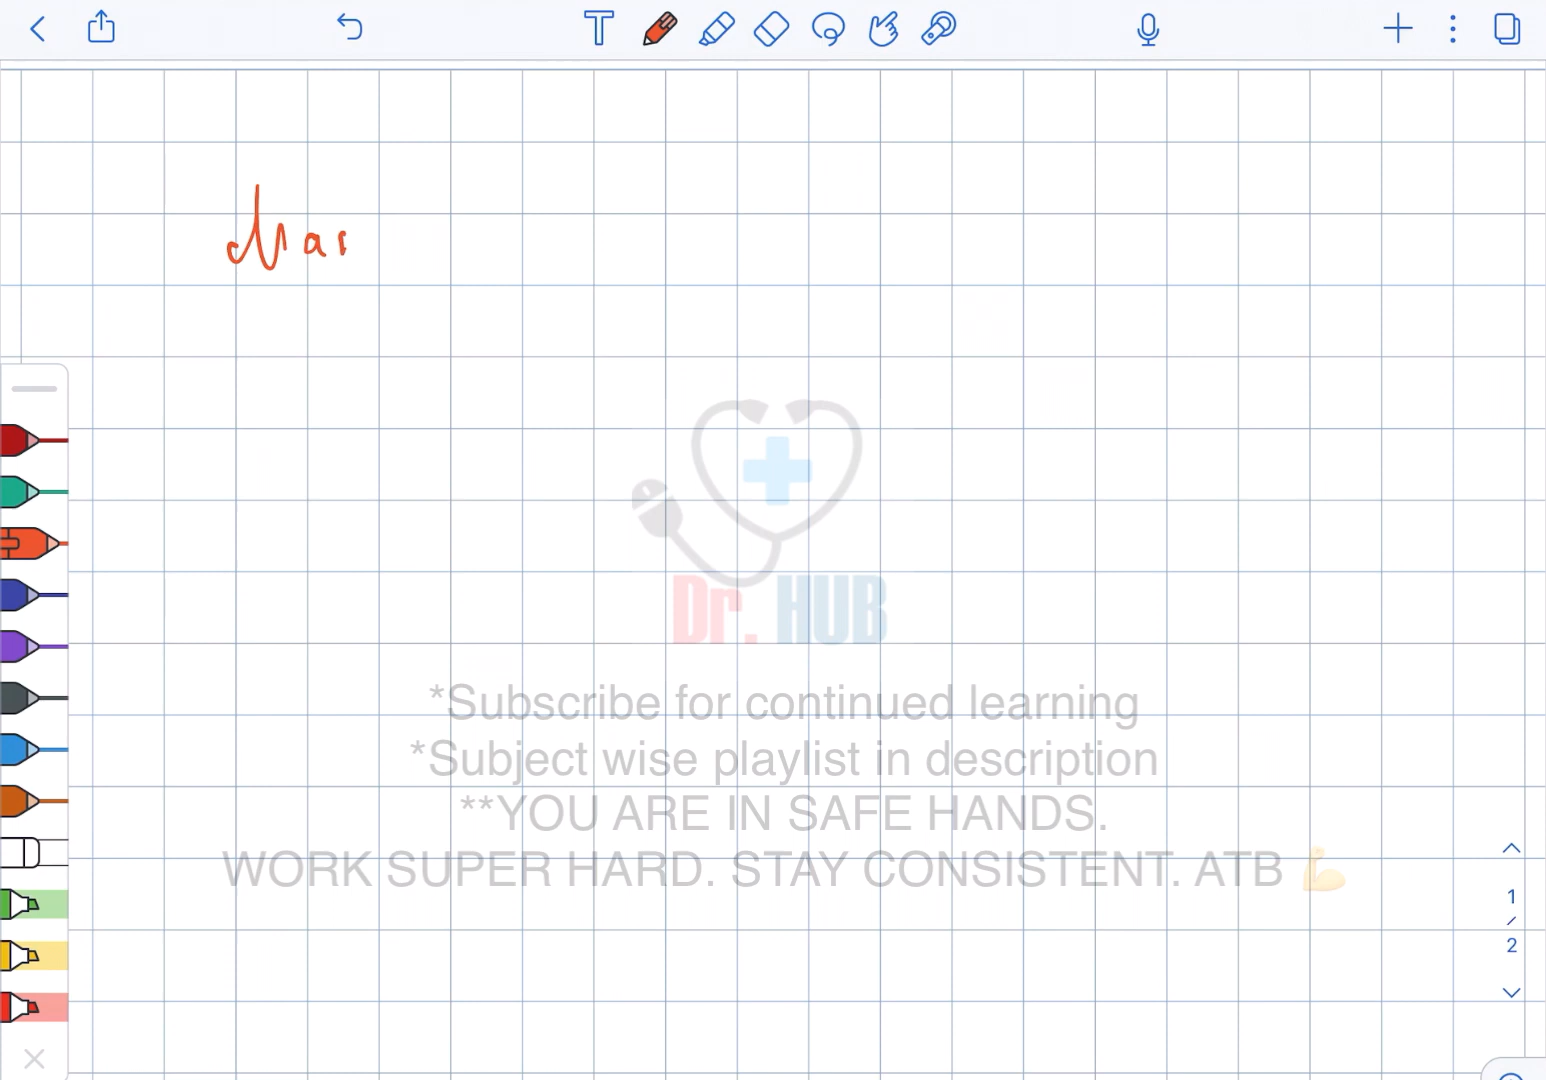 Mar
Dr. HUB
*Subscribe for continued learning
*Subject wise playlist in description
**YOU ARE IN SAFE HANDS.
WORK SUPER HARD. STAY CONSISTENT. ATB 💪
1
/
2